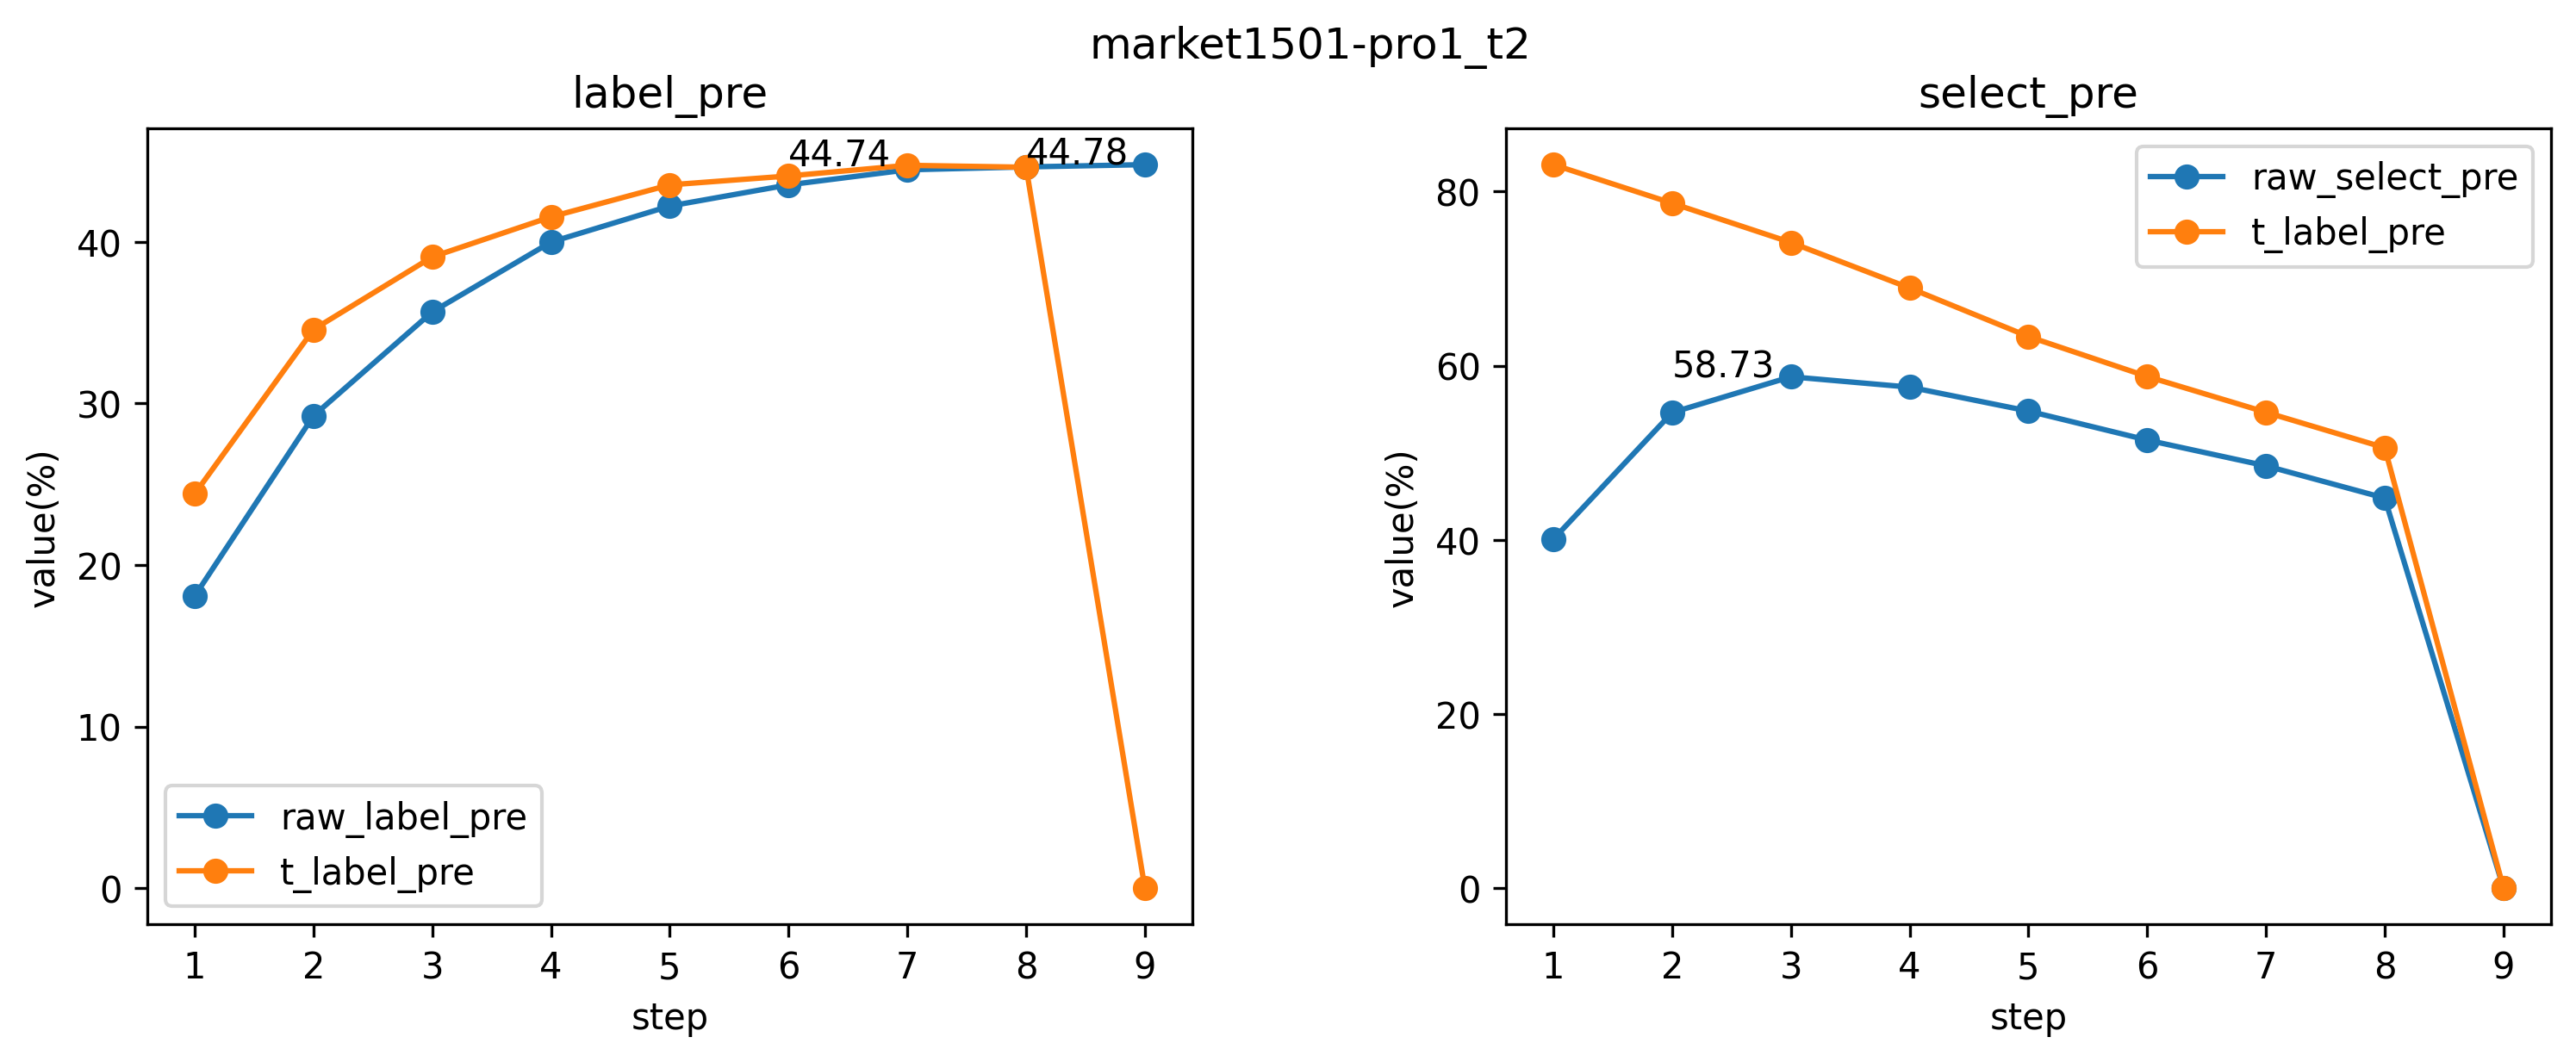 market1501-pro1_t2
label_pre
44.74
44.78
40
30
20
10
0
value(%)
raw_label_pre
t_label_pre
1 2 3 4 5 6 7 8 9
step
select_pre
raw_select_pre
t_label_pre
58.73
80
60
40
20
0
value(%)
1 2 3 4 5 6 7 8 9
step